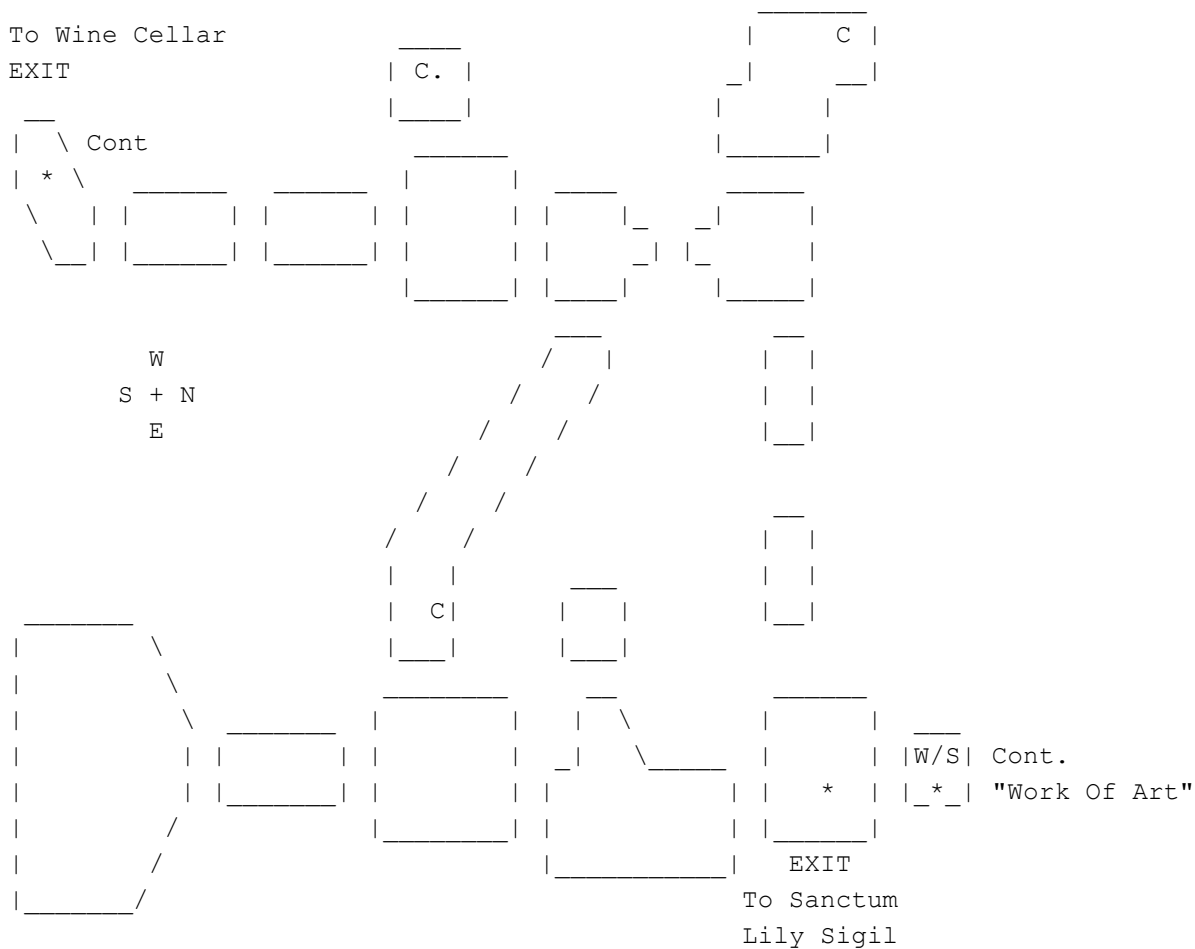 To Wine Cellar
EXIT
C
C.
Cont
*
W
S + N
E
C
W/S Cont.
* * "Work Of Art"
EXIT
To Sanctum
Lily Sigil